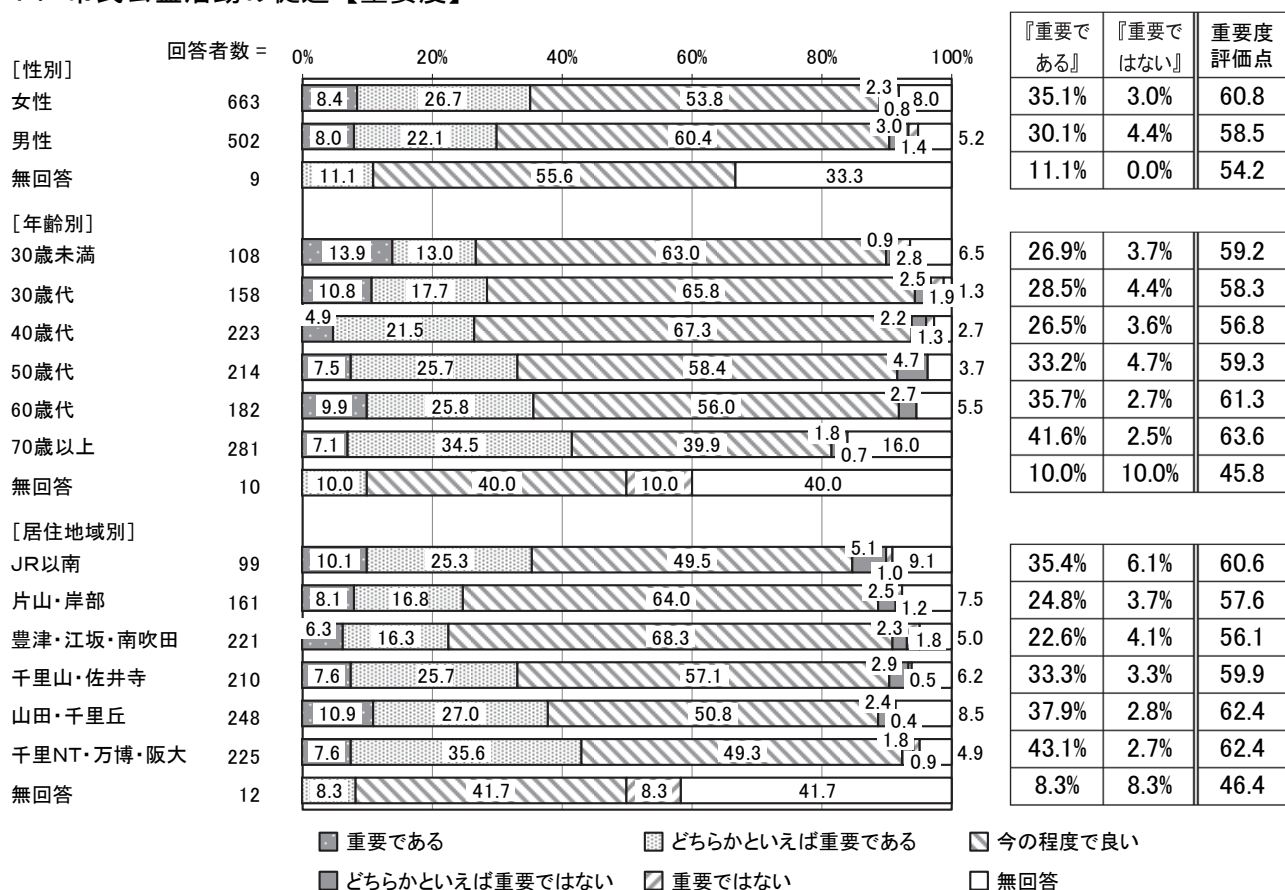 回答者数 = 0% 20% 40% 60% 80% 100% 『重要である』 『重要ではない』 重要度評価点
[性別]
女性 663 8.4 26.7 53.8 2.3 0.8 8.0 35.1% 3.0% 60.8
男性 502 8.0 22.1 60.4 3.0 1.4 5.2 30.1% 4.4% 58.5
無回答 9 11.1 55.6 33.3 11.1% 0.0% 54.2
[年齢別]
30歳未満 108 13.9 13.0 63.0 0.9 2.8 6.5 26.9% 3.7% 59.2
30歳代 158 10.8 17.7 65.8 2.5 1.9 1.3 28.5% 4.4% 58.3
40歳代 223 4.9 21.5 67.3 2.2 1.3 2.7 26.5% 3.6% 56.8
50歳代 214 7.5 25.7 58.4 4.7 3.7 33.2% 4.7% 59.3
60歳代 182 9.9 25.8 56.0 2.7 5.5 35.7% 2.7% 61.3
70歳以上 281 7.1 34.5 39.9 1.8 0.7 16.0 41.6% 2.5% 63.6
無回答 10 10.0 40.0 10.0 40.0 10.0% 10.0% 45.8
[居住地域別]
JR以南 99 10.1 25.3 49.5 5.1 1.0 9.1 35.4% 6.1% 60.6
片山・岸部 161 8.1 16.8 64.0 2.5 1.2 7.5 24.8% 3.7% 57.6
豊津・江坂・南吹田 221 6.3 16.3 68.3 2.3 1.8 5.0 22.6% 4.1% 56.1
千里山・佐井寺 210 7.6 25.7 57.1 2.9 0.5 6.2 33.3% 3.3% 59.9
山田・千里丘 248 10.9 27.0 50.8 2.4 0.4 8.5 37.9% 2.8% 62.4
千里NT・万博・阪大 225 7.6 35.6 49.3 1.8 0.9 4.9 43.1% 2.7% 62.4
無回答 12 8.3 41.7 8.3 41.7 8.3% 8.3% 46.4
重要である どちらかといえば重要である 今の程度で良い
どちらかといえば重要ではない 重要ではない 無回答